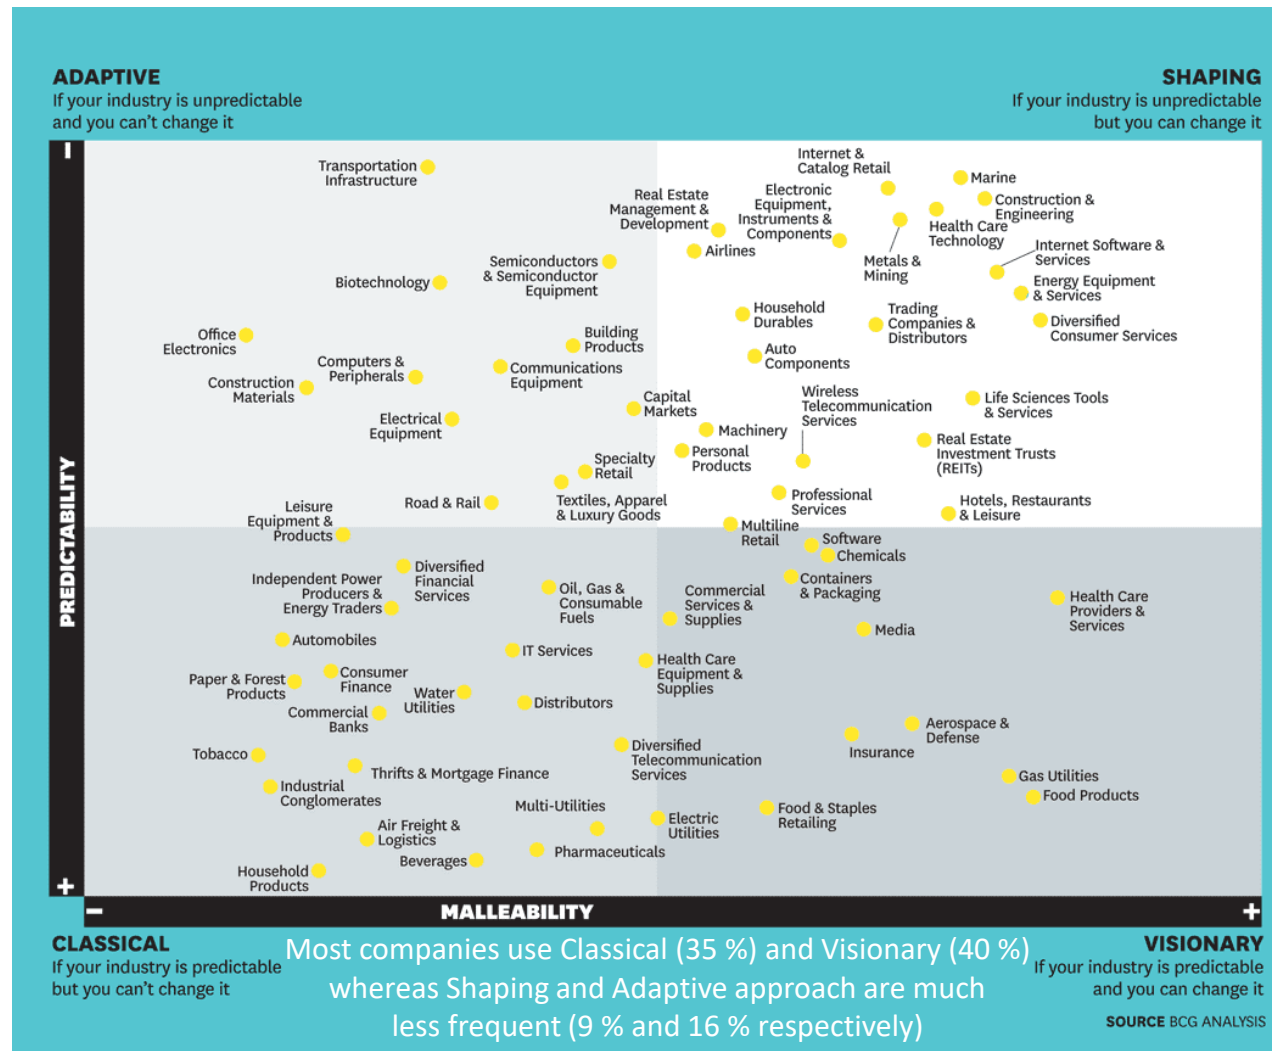 ADAPTIVE
If your industry is unpredictable
and you can't change it
SHAPING
If your industry is unpredictable
but you can change it
−
Transportation
Infrastructure
Internet &
Catalog Retail
Marine
Construction &
Engineering
Real Estate
Management &
Development
Electronic
Equipment,
Instruments &
Components
Health Care
Technology
Airlines
Metals &
Mining
Internet Software &
Services
Semiconductors
& Semiconductor
Equipment
Biotechnology
Energy Equipment
& Services
Household
Durables
Trading
Companies &
Distributors
Diversified
Consumer Services
Office
Electronics
Building
Products
Auto
Components
Computers &
Peripherals
Communications
Equipment
Construction
Materials
Capital
Markets
Wireless
Telecommunication
Services
Life Sciences Tools
& Services
Electrical
Equipment
Machinery
Personal
Products
Real Estate
Investment Trusts
(REITs)
Specialty
Retail
Textiles, Apparel
& Luxury Goods
Road & Rail
Professional
Services
Hotels, Restaurants
& Leisure
PREDICTABILITY
Leisure
Equipment &
Products
Multiline
Retail
Software
Chemicals
Diversified
Financial
Services
Independent Power
Producers &
Energy Traders
Oil, Gas &
Consumable
Fuels
Commercial
Services &
Supplies
Containers
& Packaging
Health Care
Providers &
Services
Media
Automobiles
IT Services
Health Care
Equipment &
Supplies
Paper & Forest
Products
Consumer
Finance
Water
Utilities
Distributors
Commercial
Banks
Aerospace &
Defense
Insurance
Tobacco
Thrifts & Mortgage Finance
Diversified
Telecommunication
Services
Industrial
Conglomerates
Gas Utilities
Food Products
Multi-Utilities
Electric
Utilities
Food & Staples
Retailing
Air Freight &
Logistics
Beverages
Pharmaceuticals
Household
Products
+
−
MALLEABILITY
+
CLASSICAL
If your industry is predictable
but you can't change it
Most companies use Classical (35 %) and Visionary (40 %)
whereas Shaping and Adaptive approach are much
less frequent (9 % and 16 % respectively)
VISIONARY
If your industry is predictable
and you can change it
SOURCE BCG ANALYSIS